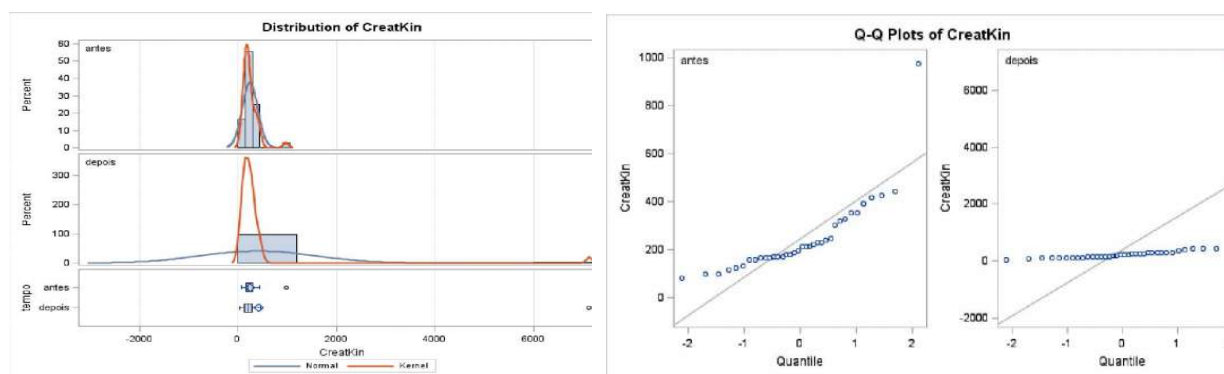 Distribution of CreatKin
antes
60
50
40
30
20
10
0
Percent
depois
300
200
100
0
Percent
antes
depois
tempo
-2000 0 2000 4000 6000
CreatKin
Normal Kernel
Q-Q Plots of CreatKin
antes
1000
800
600
400
200
0
CreatKin
-2 -1 0 1 2
Quantile
depois
6000
4000
2000
0
-2000
CreatKin
-2 -1 0 1
Quantile